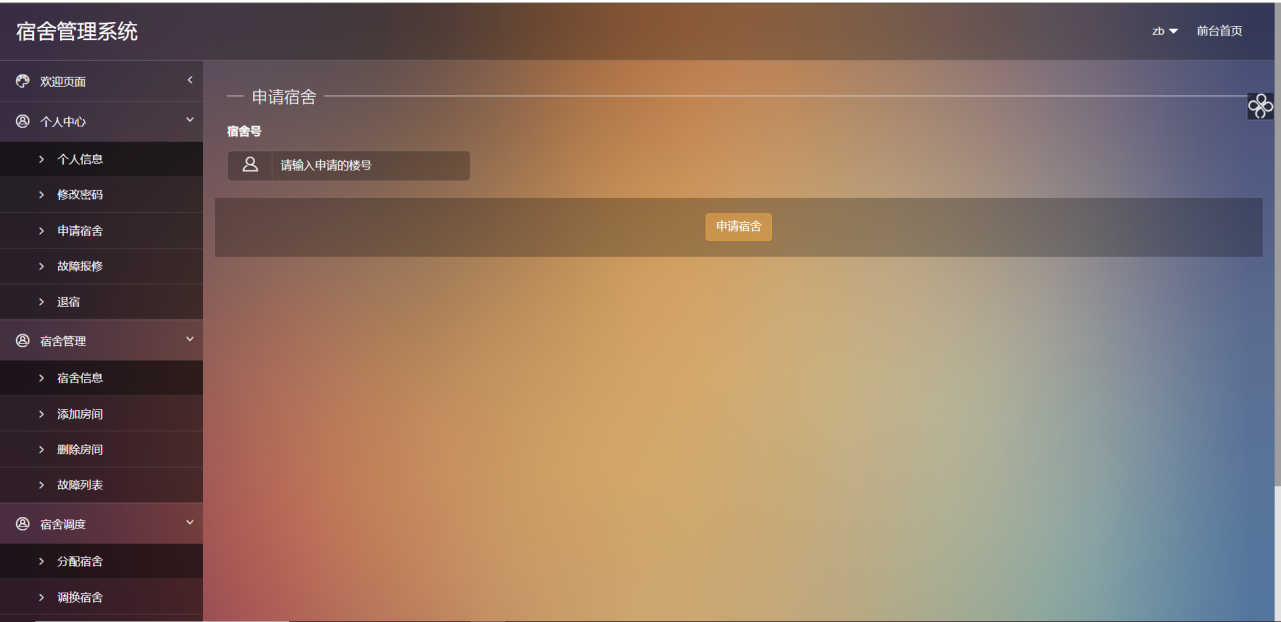 宿舍管理系统
zb 前台首页
欢迎页面
个人中心
个人信息
修改密码
申请宿舍
故障报修
退宿
宿舍管理
宿舍信息
添加房间
删除房间
故障列表
宿舍调度
分配宿舍
调换宿舍
申请宿舍
宿舍号
请输入申请的楼号
申请宿舍